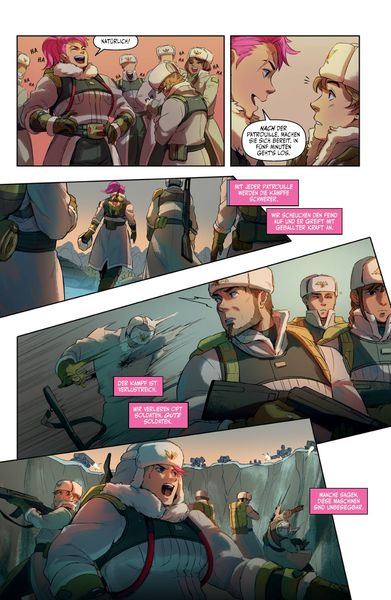 NATÜRLICH!
HA
HA
HA
HA
HA
HA
NACH DER
PATROUILLE.
MACHEN SIE
SICH BEREIT. IN
FÜNF MINUTEN
GEHT'S LOS.
MIT JEDER PATROUILLE
WERDEN DIE KÄMPFE
SCHWERER.
WIR SCHEUCHEN DEN FEIND
AUF UND ER GREIFT MIT
GEBALLTER KRAFT AN.
DER KAMPF IST
VERLUSTREICH.
WIR VERLIEREN OFT
SOLDATEN, GUTE
SOLDATEN.
MANCHE SAGEN,
DIESE MASCHINEN
SIND UNBESIEGBAR.